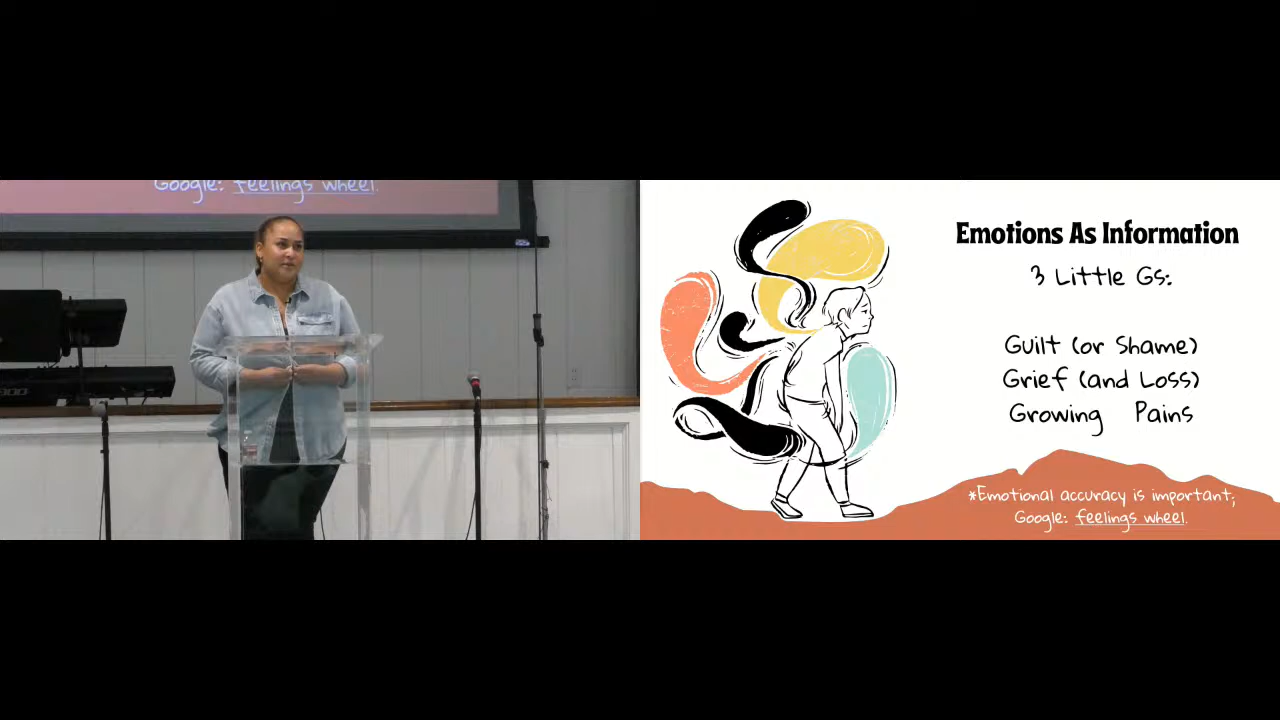 Google: feelings wheel.
Emotions As Information
3 Little Gs:
Guilt (or Shame)
Grief (and Loss)
Growing Pains
*Emotional accuracy is important;
Google: feelings wheel.